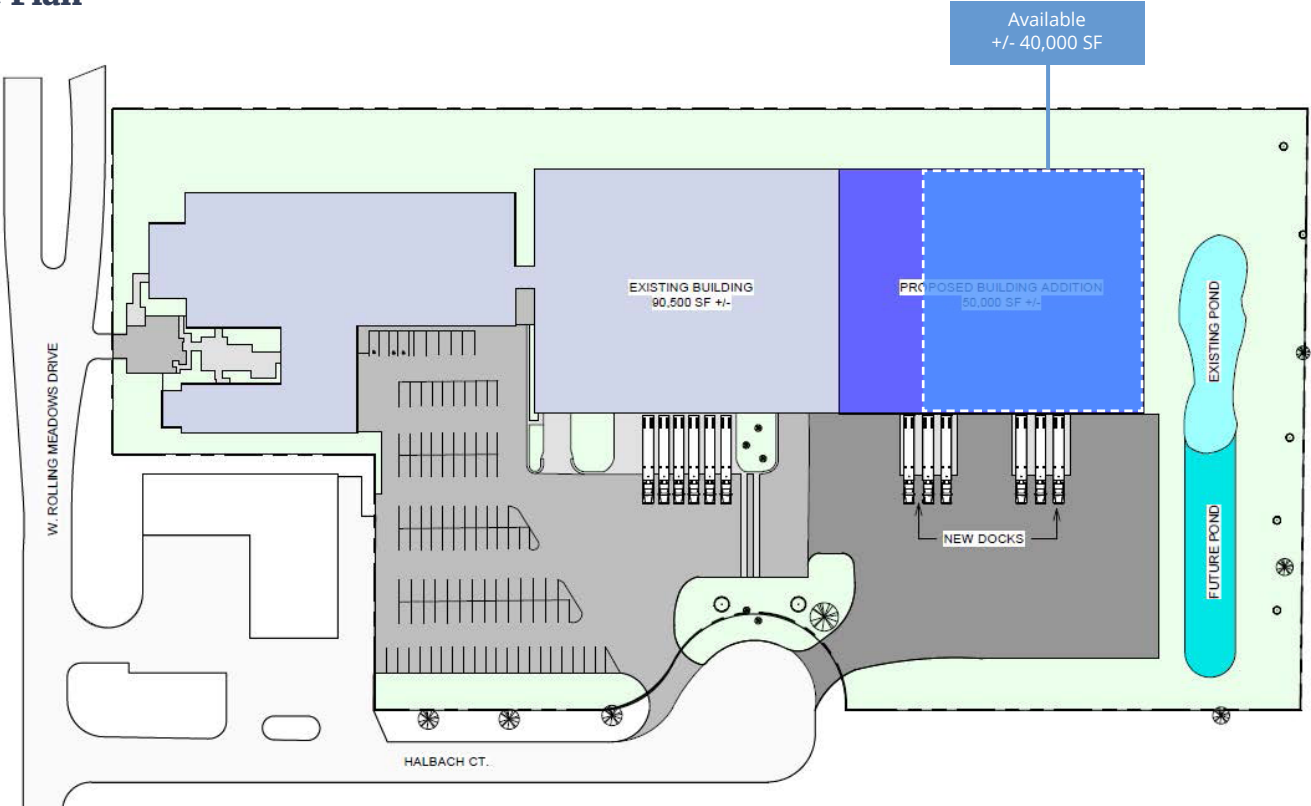 Plan
Available
+/- 40,000 SF
EXISTING BUILDING
90,500 SF +/-
PROPOSED BUILDING ADDITION
50,000 SF +/-
EXISTING POND
W. ROLLING MEADOWS DRIVE
NEW DOCKS
FUTURE POND
HALBACH CT.